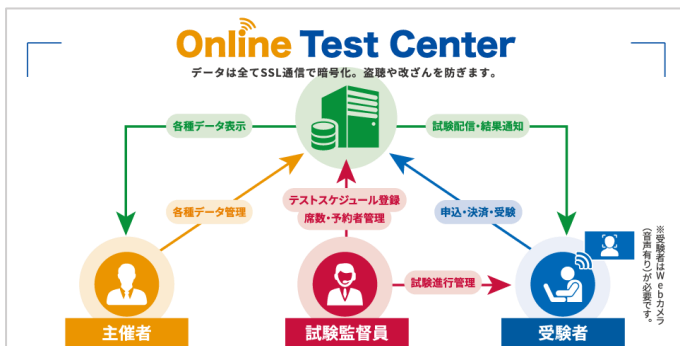 Online Test Center
データは全てSSL通信で暗号化。盗聴や改ざんを防ぎます。
各種データ表示
試験配信・結果通知
各種データ管理
テストスケジュール登録
席数・予約者管理
申込・決済・受験
試験進行管理
※受験者はWebカメラ
(音声有り)が必要です。
主催者
試験監督員
受験者